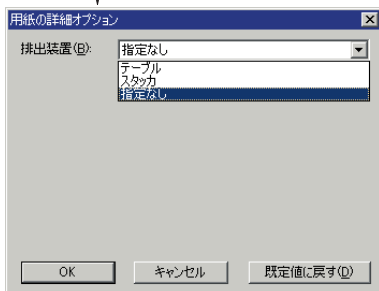 用紙の詳細オプション
排出装置(B): 指定なし
テーブル
スタッカ
指定なし
OK キャンセル 既定値に戻す(D)